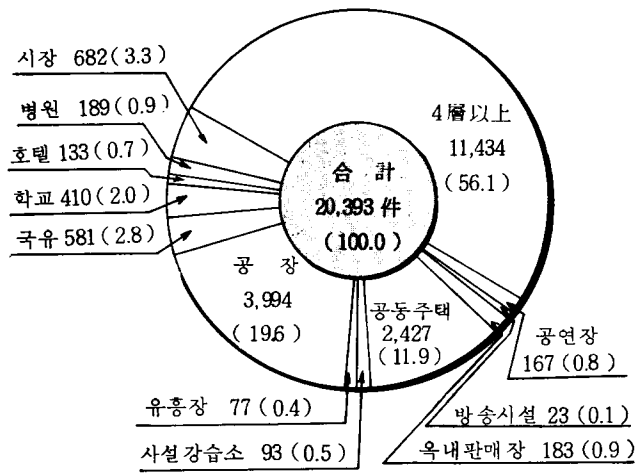 시장 682(3.3)
병원 189(0.9)
호텔 133(0.7)
학교 410(2.0)
국유 581(2.8)
4層以上
11,434
(56.1)
合計
20,393件
(100.0)
공장
3,994
(19.6)
공동주택
2,427
(11.9)
공연장
167(0.8)
방송시설 23(0.1)
옥내판매장 183(0.9)
유흥장 77(0.4)
사설강습소 93(0.5)